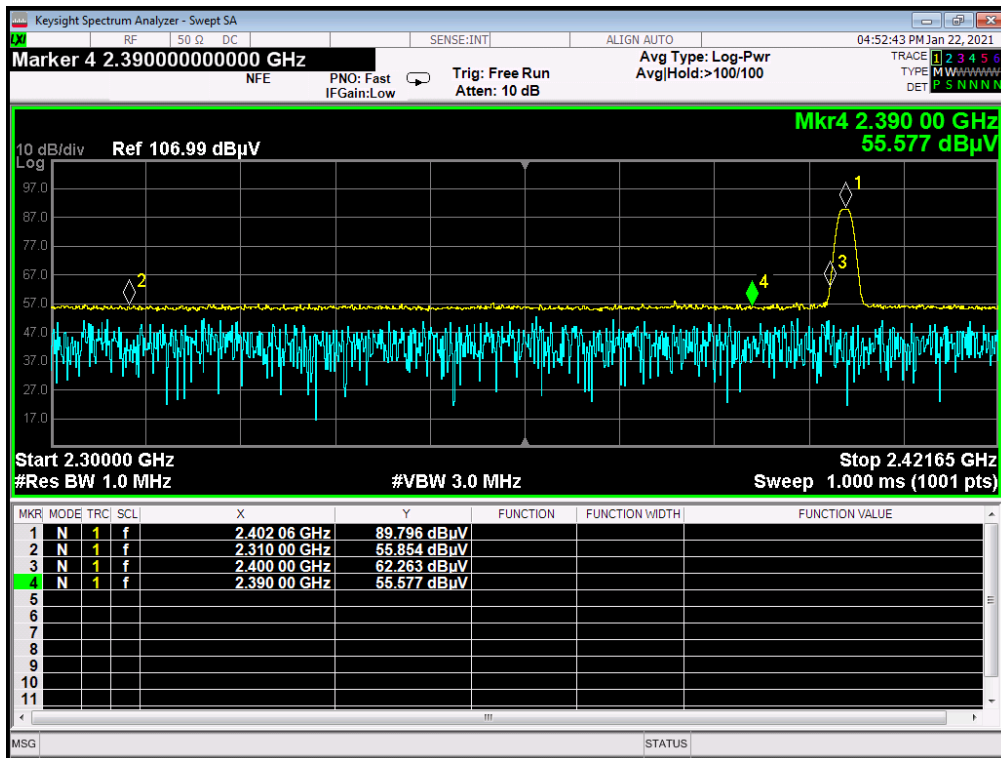 Keysight Spectrum Analyzer - Swept SA
LXI RF 50 Ω DC SENSE:INT ALIGN AUTO 04:52:43 PM Jan 22, 2021
Marker 4 2.390000000000 GHz
NFE
PNO: Fast
IFGain:Low
Trig: Free Run
Atten: 10 dB
Avg Type: Log-Pwr
Avg|Hold:>100/100
TRACE 1 2 3 4 5 6
TYPE M W W W W W
DET P S N N N N
Mkr4 2.390 00 GHz
55.577 dBµV
10 dB/div Ref 106.99 dBµV
Log
97.0
87.0
77.0
67.0
57.0
47.0
37.0
27.0
17.0
1
2
3
4
Start 2.30000 GHz Stop 2.42165 GHz
#Res BW 1.0 MHz #VBW 3.0 MHz Sweep 1.000 ms (1001 pts)
MKR MODE TRC SCL X Y FUNCTION FUNCTION WIDTH FUNCTION VALUE
1 N 1 f 2.402 06 GHz 89.796 dBµV
2 N 1 f 2.310 00 GHz 55.854 dBµV
3 N 1 f 2.400 00 GHz 62.263 dBµV
4 N 1 f 2.390 00 GHz 55.577 dBµV
5
6
7
8
9
10
11
MSG STATUS